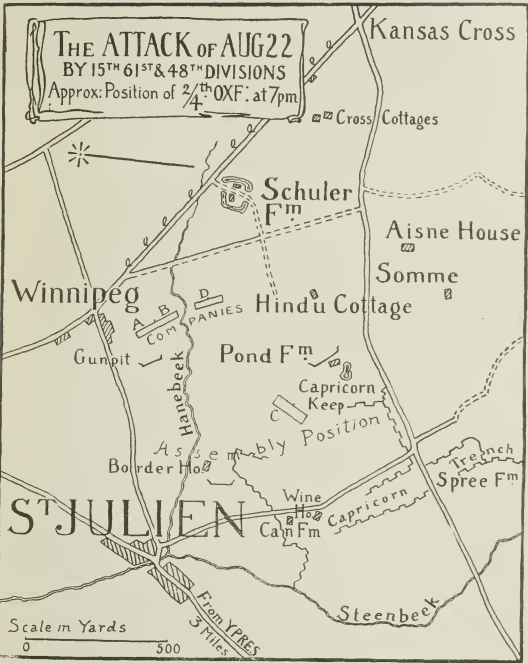 THE ATTACK OF AUG 22
BY 15TH 61ST & 48TH DIVISIONS
Approx: Position of 2/4th OXF: at 7pm
Kansas Cross
Cross Cottages
Schuler
Fm
Aisne House
Somme
Winnipeg
A. B.
D
COMPANIES
Hindu Cottage
Gunpit
Pond Fm
Hanebeek
Capricorn
Keep
C
Assembly Position
Border Ho
Trench
Spree Fm
Wine
Ho
Capricorn
Cain Fm
ST JULIEN
Steenbeek
From YPRES
3 Miles
Scale in Yards
0 500